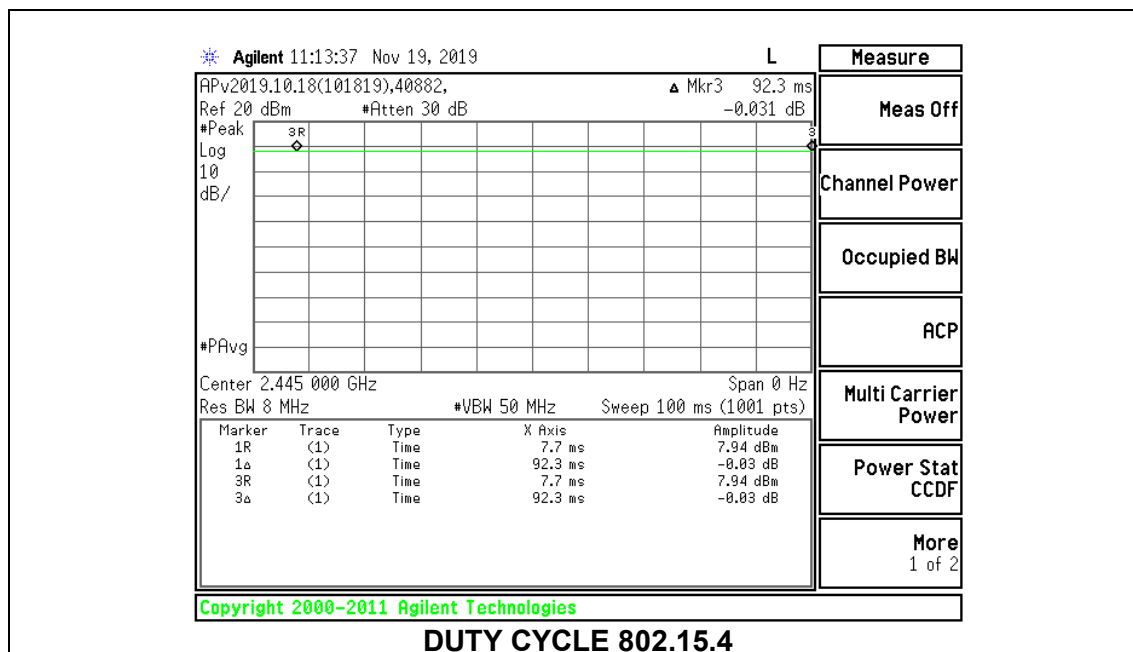 Agilent 11:13:37 Nov 19, 2019 L
APv2019.10.18(101819),40882, Δ Mkr3 92.3 ms
Ref 20 dBm #Atten 30 dB -0.031 dB
#Peak
Log
10
dB/
3R
3
#PAvg
Center 2.445 000 GHz Span 0 Hz
Res BW 8 MHz #VBW 50 MHz Sweep 100 ms (1001 pts)
Marker Trace Type X Axis Amplitude
1R (1) Time 7.7 ms 7.94 dBm
1Δ (1) Time 92.3 ms -0.03 dB
3R (1) Time 7.7 ms 7.94 dBm
3Δ (1) Time 92.3 ms -0.03 dB
Measure
Meas Off
Channel Power
Occupied BW
ACP
Multi Carrier
Power
Power Stat
CCDF
More
1 of 2
Copyright 2000-2011 Agilent Technologies
DUTY CYCLE 802.15.4